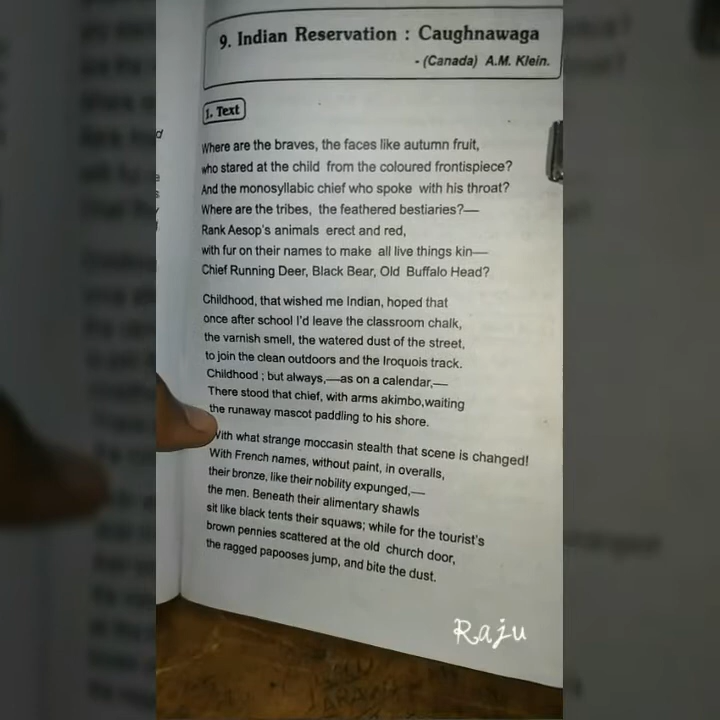 9. Indian Reservation : Caughnawaga
- (Canada) A.M. Klein.
1. Text
Where are the braves, the faces like autumn fruit,
who stared at the child from the coloured frontispiece?
And the monosyllabic chief who spoke with his throat?
Where are the tribes, the feathered bestiaries?—
Rank Aesop's animals erect and red,
with fur on their names to make all live things kin—
Chief Running Deer, Black Bear, Old Buffalo Head?
Childhood, that wished me Indian, hoped that
once after school I'd leave the classroom chalk,
the varnish smell, the watered dust of the street,
to join the clean outdoors and the Iroquois track.
Childhood ; but always,—as on a calendar,—
There stood that chief, with arms akimbo,waiting
the runaway mascot paddling to his shore.
With what strange moccasin stealth that scene is changed!
With French names, without paint, in overalls,
their bronze, like their nobility expunged,—
the men. Beneath their alimentary shawls
sit like black tents their squaws; while for the tourist's
brown pennies scattered at the old church door,
the ragged papooses jump, and bite the dust.
Raju